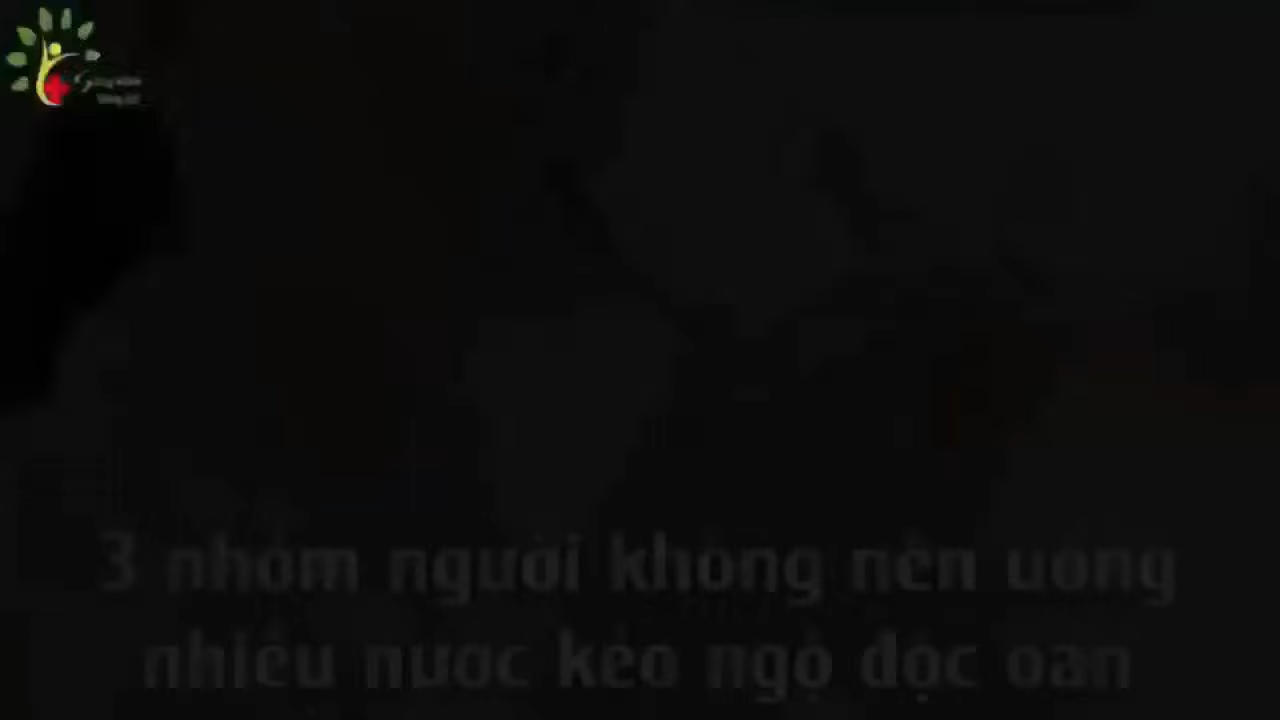 3 nhóm người không nên uống
nhiều nước kẻo ngộ độc oan